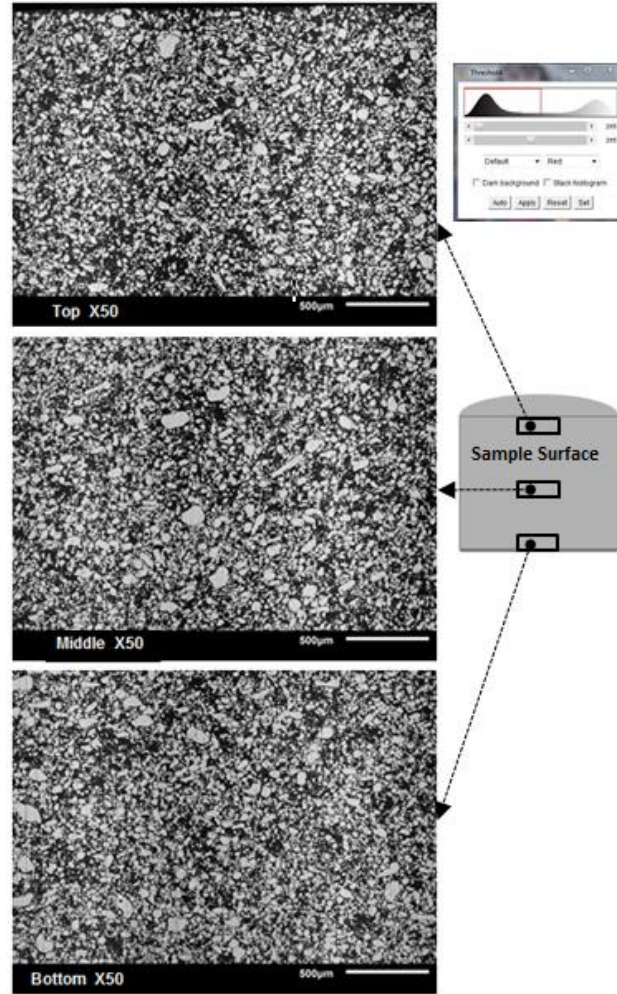 Threshold
Default Red
Dark background Black histogram
Auto Apply Reset Set
500µm
Top X50
Sample Surface
500µm
Middle X50
500µm
Bottom X50